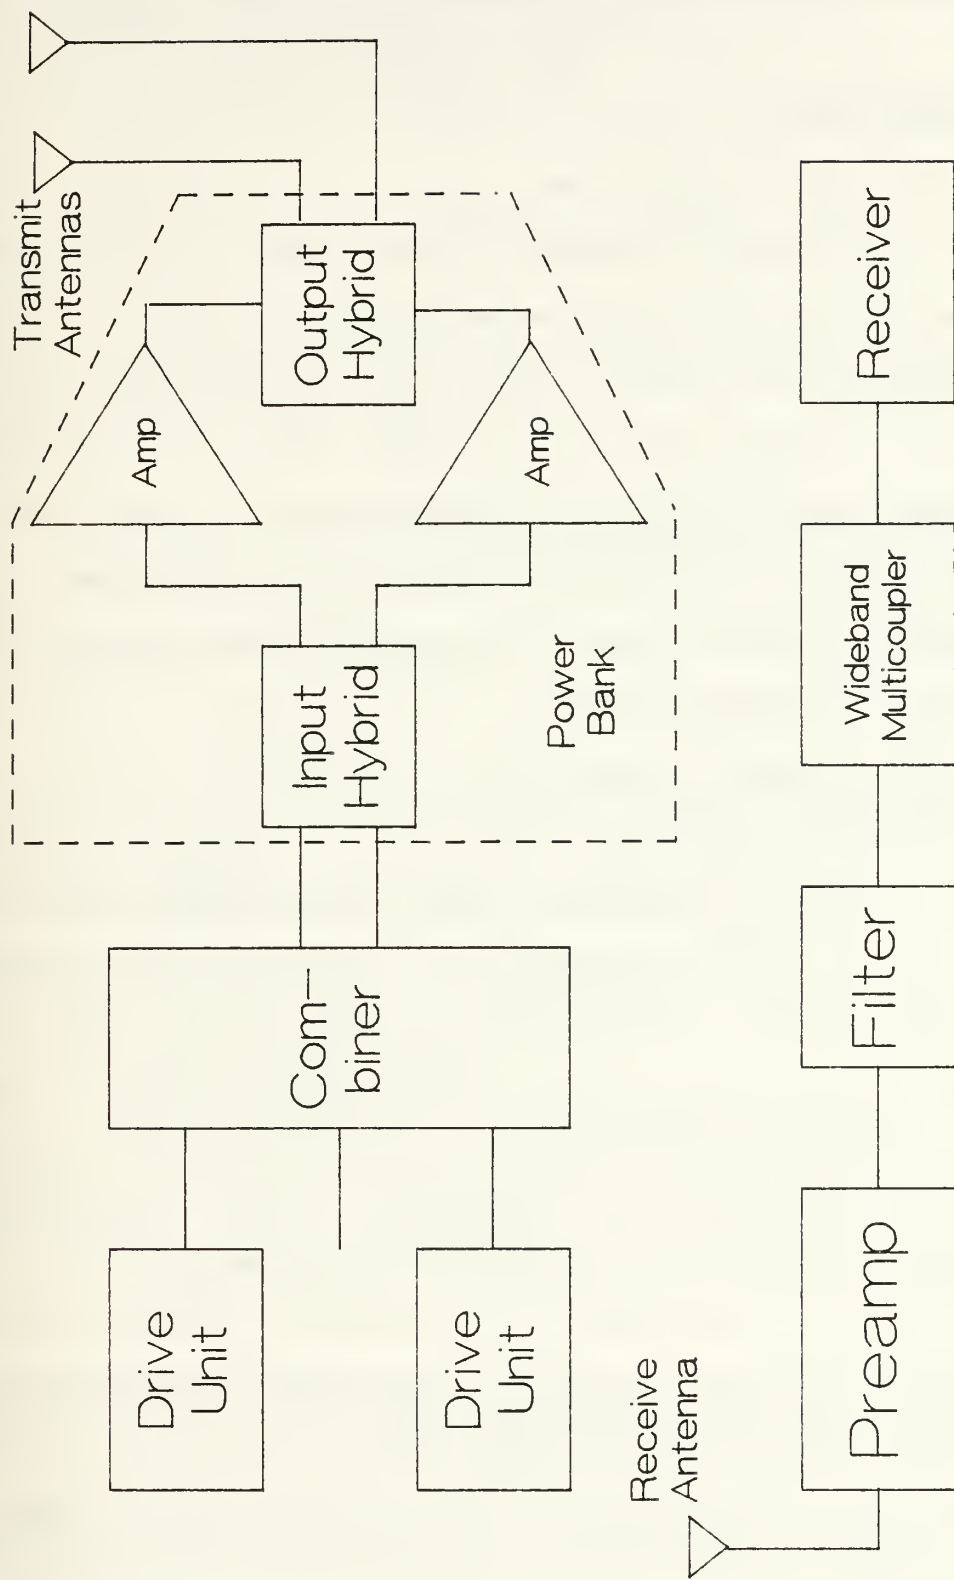 Transmit
Antennas
Drive
Unit
Drive
Unit
Com-
biner
Input
Hybrid
Amp
Amp
Output
Hybrid
Power
Bank
Receive
Antenna
Preamp
Filter
Wideband
Multicoupler
Receiver